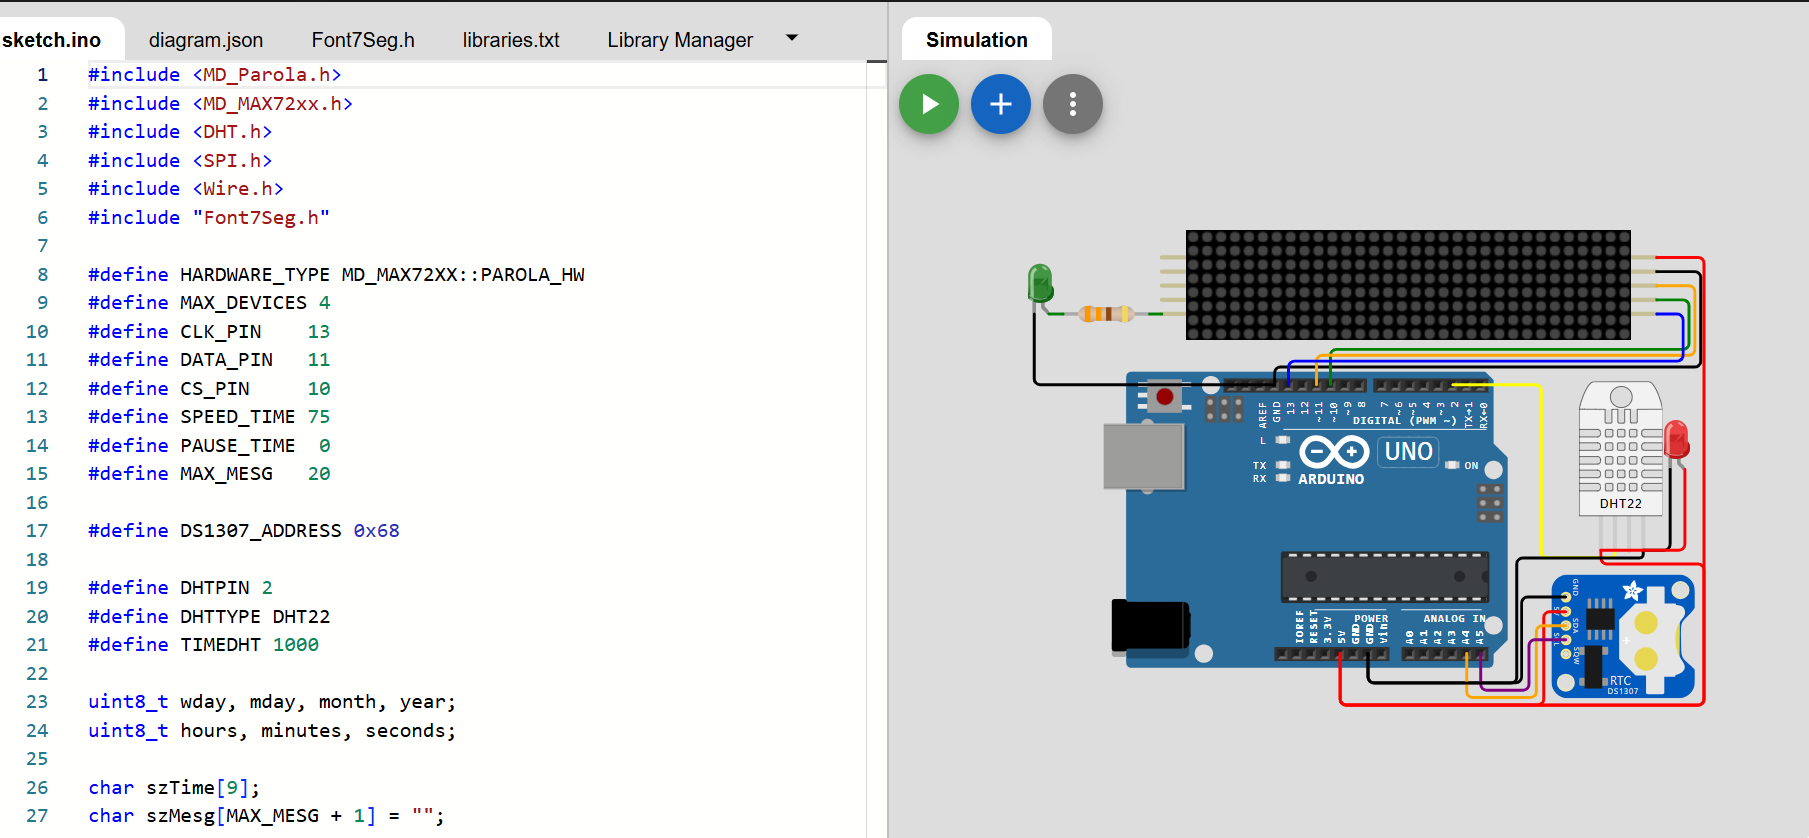 sketch.ino diagram.json Font7Seg.h libraries.txt Library Manager
1 #include <MD_Parola.h>
2 #include <MD_MAX72xx.h>
3 #include <DHT.h>
4 #include <SPI.h>
5 #include <Wire.h>
6 #include "Font7Seg.h"
7
8 #define HARDWARE_TYPE MD_MAX72XX::PAROLA_HW
9 #define MAX_DEVICES 4
10 #define CLK_PIN 13
11 #define DATA_PIN 11
12 #define CS_PIN 10
13 #define SPEED_TIME 75
14 #define PAUSE_TIME 0
15 #define MAX_MESG 20
16
17 #define DS1307_ADDRESS 0x68
18
19 #define DHTPIN 2
20 #define DHTTYPE DHT22
21 #define TIMEDHT 1000
22
23 uint8_t wday, mday, month, year;
24 uint8_t hours, minutes, seconds;
25
26 char szTime[9];
27 char szMesg[MAX_MESG + 1] = "";
Simulation
AREF GND 13 12 ~11 ~10 ~9 8 7 ~6 ~5 4 ~3 2 TX→1 RX←0
DIGITAL (PWM ~)
L
TX
RX
UNO
ON
ARDUINO
DHT22
IOREF RESET 3.3V 5V GND GND Vin
POWER
A0 A1 A2 A3 A4 A5
ANALOG IN
GND
SDA
SQW
RTC
DS1307